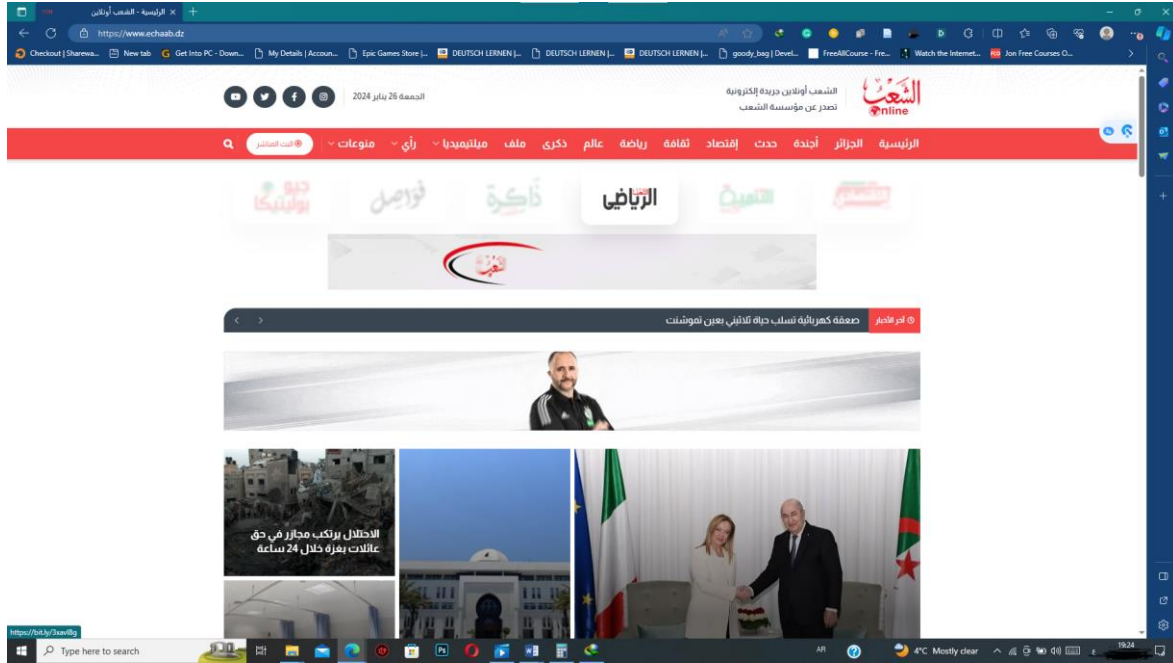 الرئيسية - الشعب أونلاين
https://www.echaab.dz
Checkout | Sharewa...
New tab
Get Into PC - Down...
My Details | Accoun...
Epic Games Store |...
DEUTSCH LERNEN |...
DEUTSCH LERNEN |...
DEUTSCH LERNEN |...
goody_bag | Devel...
FreeAllCourse - Fre...
Watch the Internet...
Jon Free Courses O...
الشعب
Online
الشعب أونلاين جريدة إلكترونية
تصدر عن مؤسسة الشعب
الجمعة 26 يناير 2024
الرئيسية الجزائر أجندة حدث إقتصاد ثقافة رياضة عالم ذكرى ملف ميلتيميديا رأي منوعات
البث المباشر
الرياضي
ذاكرة
فواصل
جيو
بوليتيكا
الشعب
آخر الأخبار
صعقة كهربائية تسلب حياة ثلاثيني بعين تموشنت
الاحتلال يرتكب مجازر في حق
عائلات بغزة خلال 24 ساعة
https://bit.ly/3xavl8g
Type here to search
AR
4°C Mostly clear
19:24